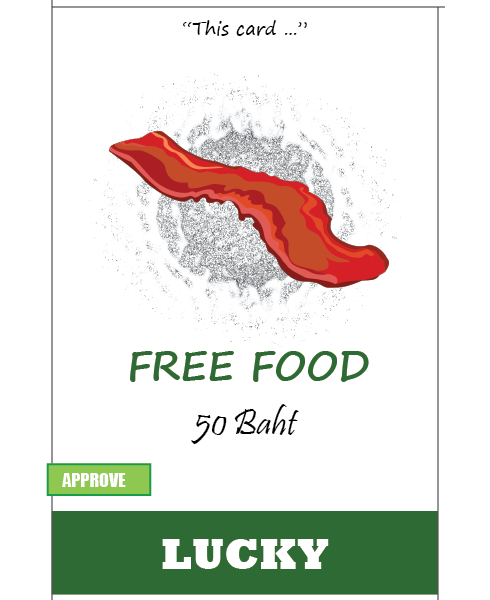 “This card ...”
FREE FOOD
50 Baht
APPROVE
LUCKY